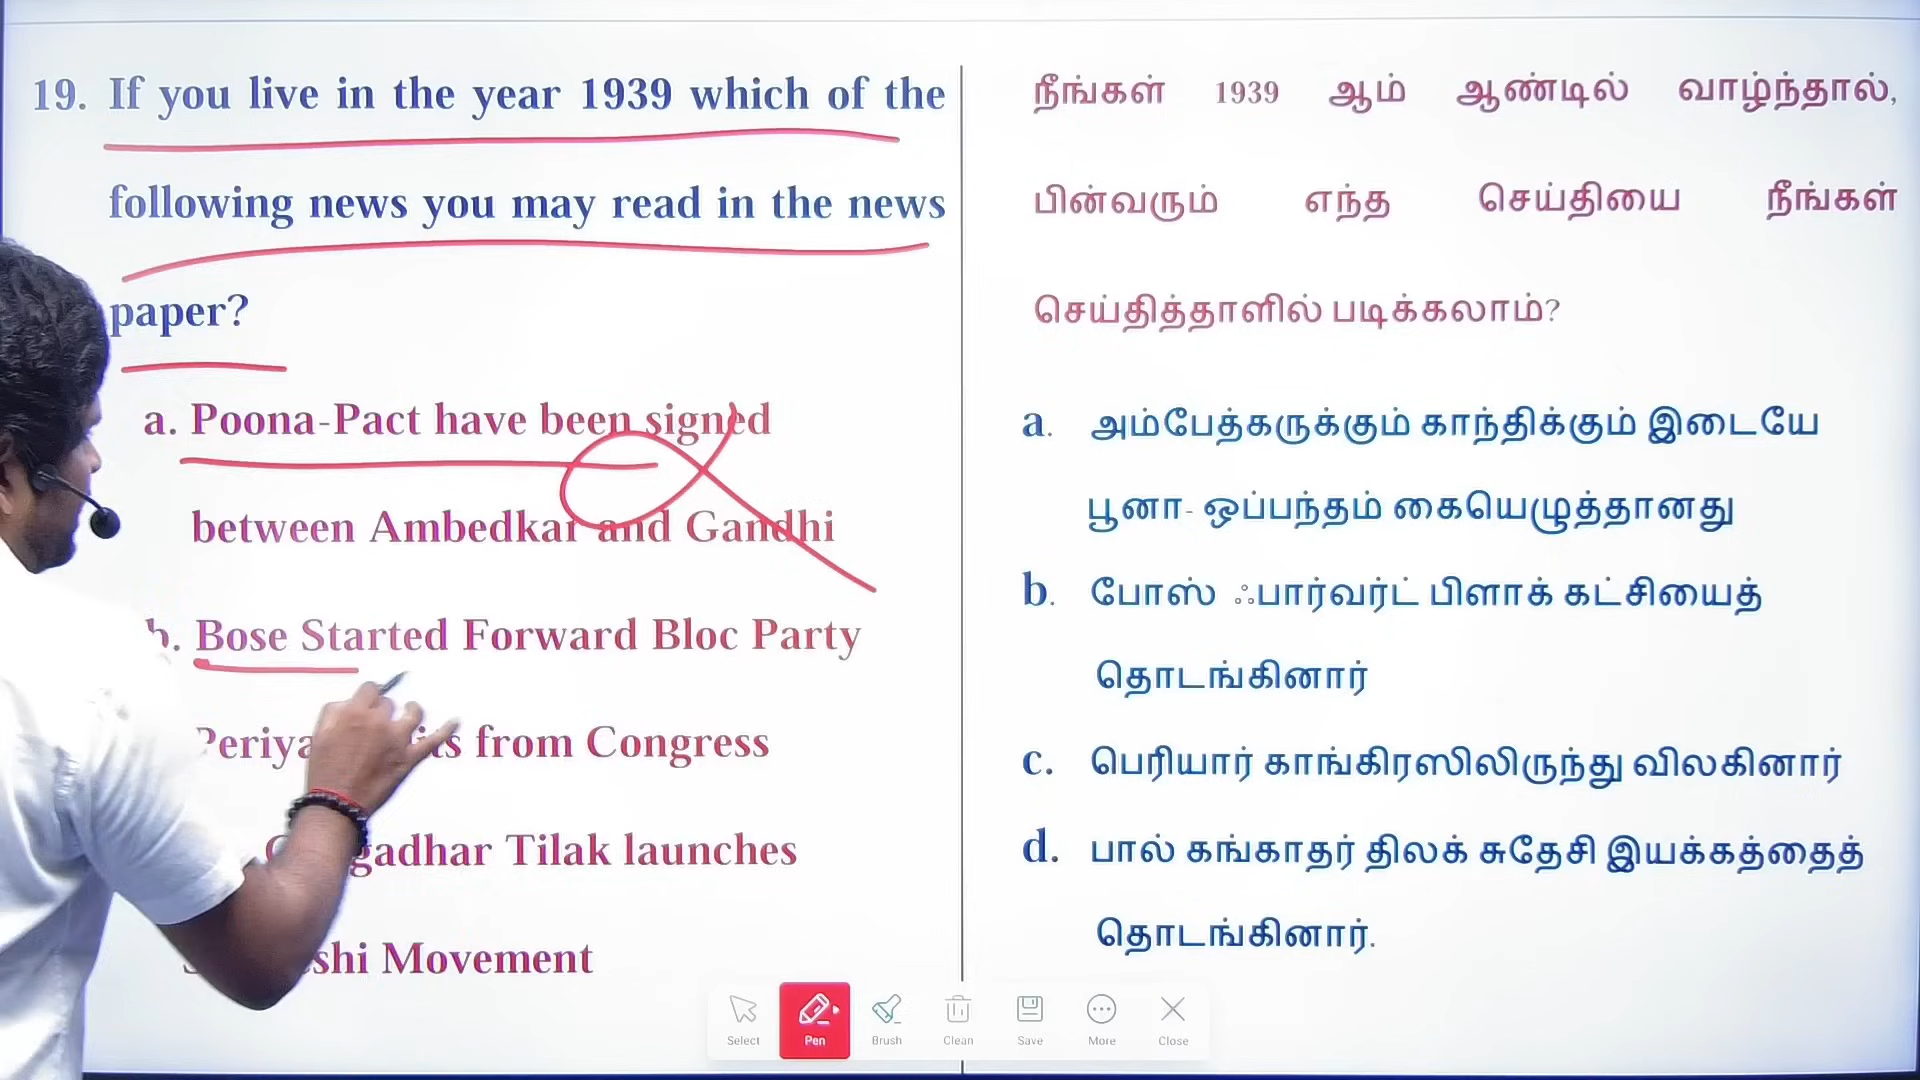 19. If you live in the year 1939 which of the
following news you may read in the news
paper?
a. Poona-Pact have been signed
between Ambedkar and Gandhi
b. Bose Started Forward Bloc Party
from Congress
Tilak launches
Movement
நீங்கள் 1939 ஆம் ஆண்டில் வாழ்ந்தால்,
பின்வரும் எந்த செய்தியை நீங்கள்
செய்தித்தாளில் படிக்கலாம்?
a. அம்பேத்கருக்கும் காந்திக்கும் இடையே
பூனா- ஒப்பந்தம் கையெழுத்தானது
b. போஸ் ஃபார்வர்ட் பிளாக் கட்சியைத்
தொடங்கினார்
c. பெரியார் காங்கிரஸிலிருந்து விலகினார்
d. பால் கங்காதர் திலக் சுதேசி இயக்கத்தைத்
தொடங்கினார்.
Select Pen Brush Clean Save More Close